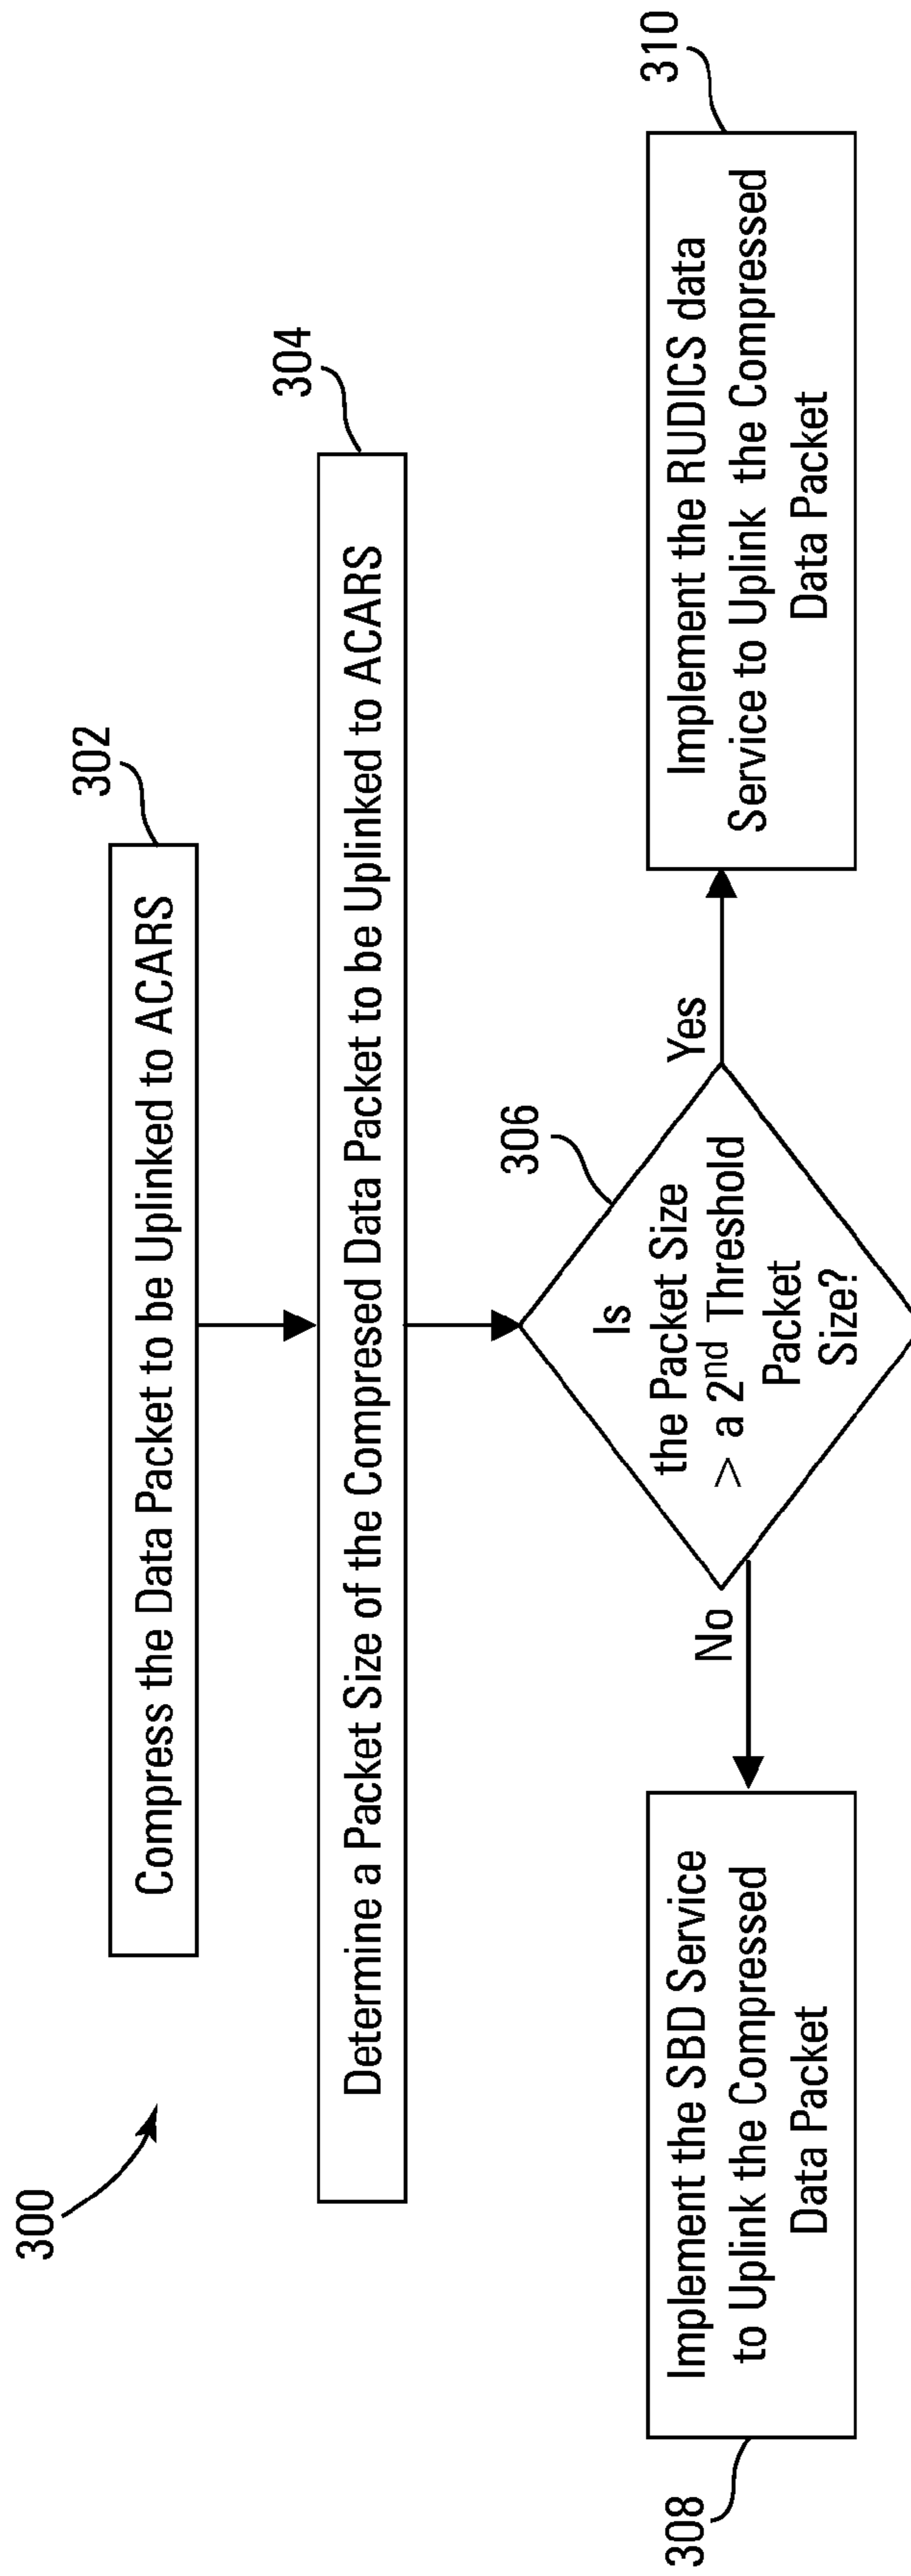 300
302
Compress the Data Packet to be Uplinked to ACARS
304
Determine a Packet Size of the Compresed Data Packet to be Uplinked to ACARS
306
Is
the Packet Size
> a 2nd Threshold
Packet
Size?
No
Yes
308
Implement the SBD Service
to Uplink the Compressed
Data Packet
310
Implement the RUDICS data
Service to Uplink the Compressed
Data Packet